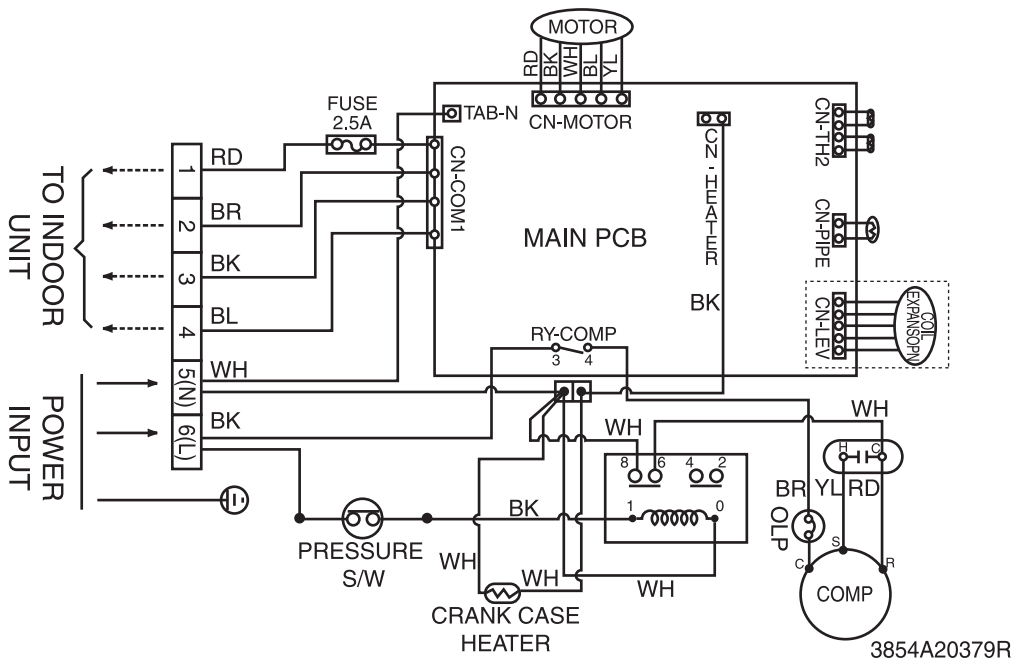 MOTOR
RD BK WH BL YL
CN-MOTOR
FUSE
2.5A
TAB-N
CN-COM1
CN-HEATER
CN-TH2
CN-PIPE
CN-LEV
EXPANSOPN
COIL
MAIN PCB
BK
TO INDOOR
UNIT
1 RD
2 BR
3 BK
4 BL
5(N) WH
6(L) BK
POWER
INPUT
RY-COMP
3 4
WH
WH
8 6 4 2
H C
BR YL RD
BK
1 0
OLP
PRESSURE
S/W
S
C R
WH
WH
WH
COMP
CRANK CASE
HEATER
3854A20379R